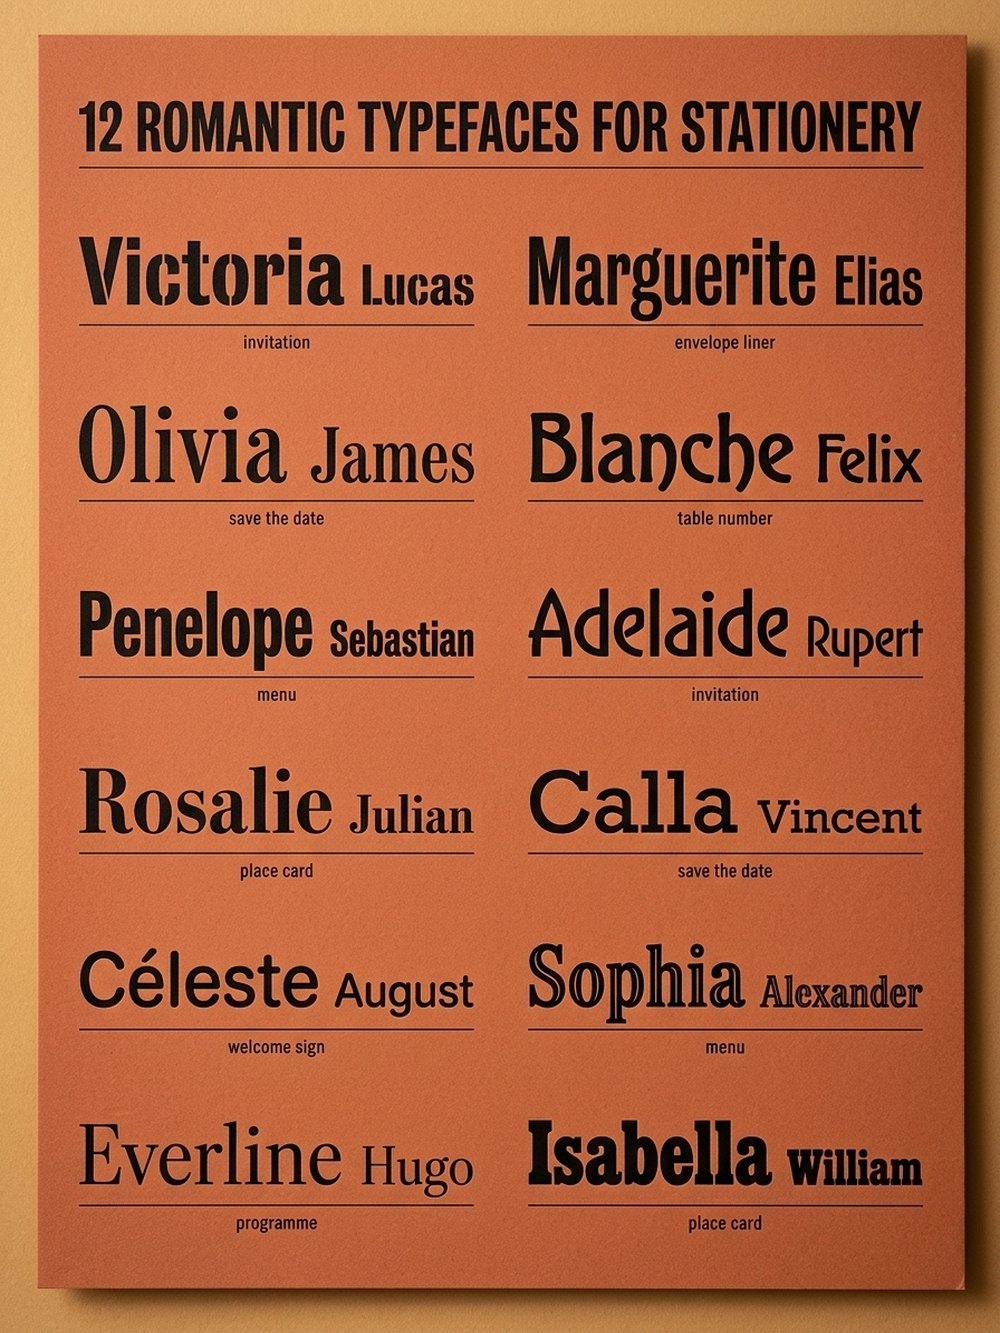 12 ROMANTIC TYPEFACES FOR STATIONERY
Victoria Lucas
invitation
Marguerite Elias
envelope liner
Olivia James
save the date
Blanche Felix
table number
Penelope Sebastian
menu
Adelaide Rupert
invitation
Rosalie Julian
place card
Calla Vincent
save the date
Céleste August
welcome sign
Sophia Alexander
menu
Everline Hugo
programme
Isabella William
place card